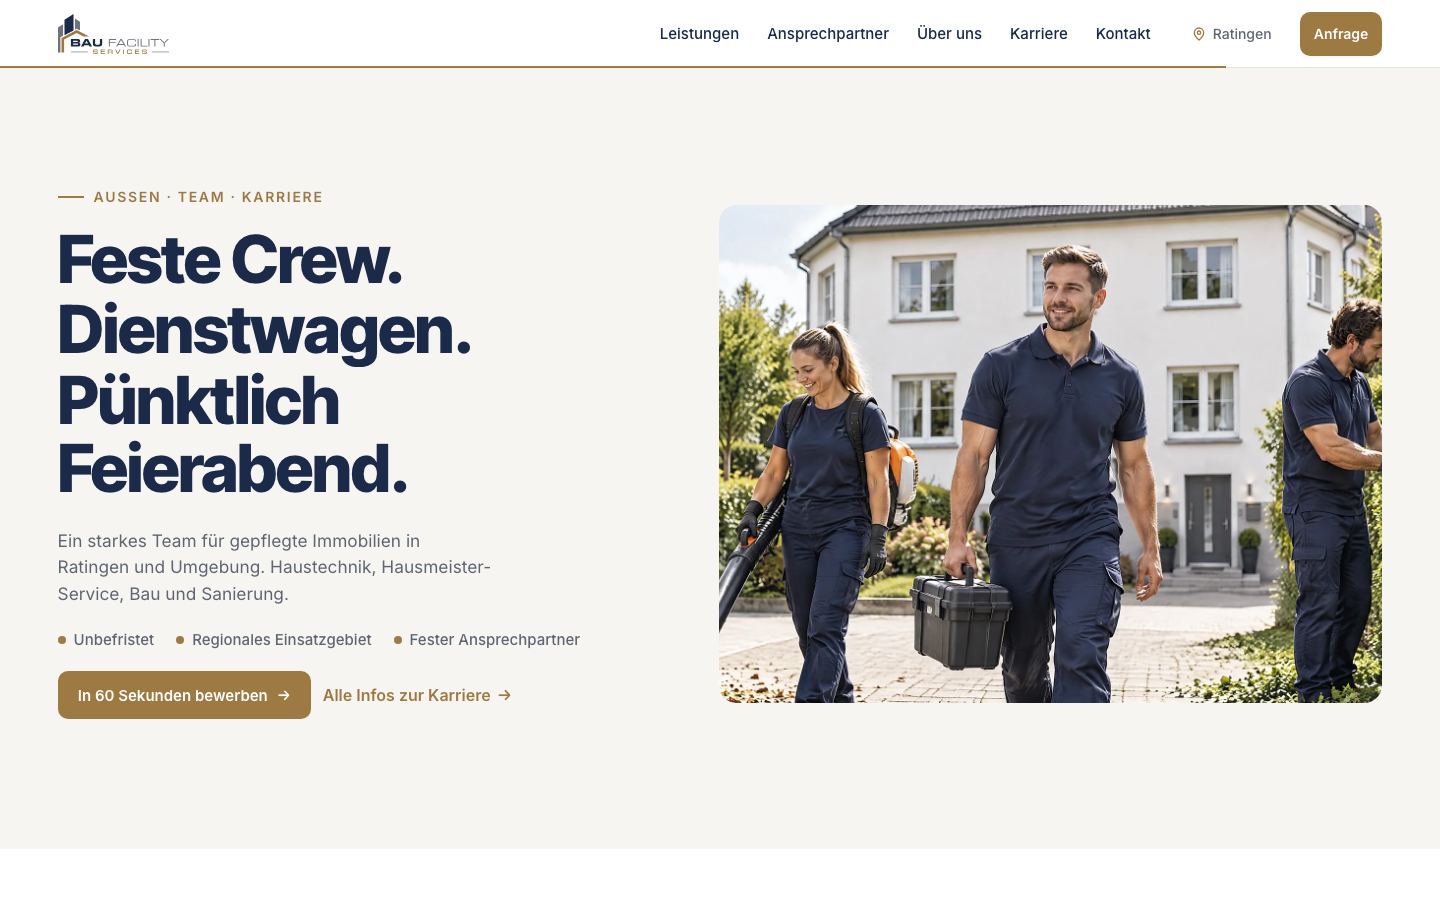 BAU FACILITY
SERVICES
Leistungen
Ansprechpartner
Über uns
Karriere
Kontakt
Ratingen
Anfrage
AUSSEN · TEAM · KARRIERE
Feste Crew.
Dienstwagen.
Pünktlich
Feierabend.
Ein starkes Team für gepflegte Immobilien in
Ratingen und Umgebung. Haustechnik, Hausmeister-
Service, Bau und Sanierung.
Unbefristet
Regionales Einsatzgebiet
Fester Ansprechpartner
In 60 Sekunden bewerben →
Alle Infos zur Karriere →